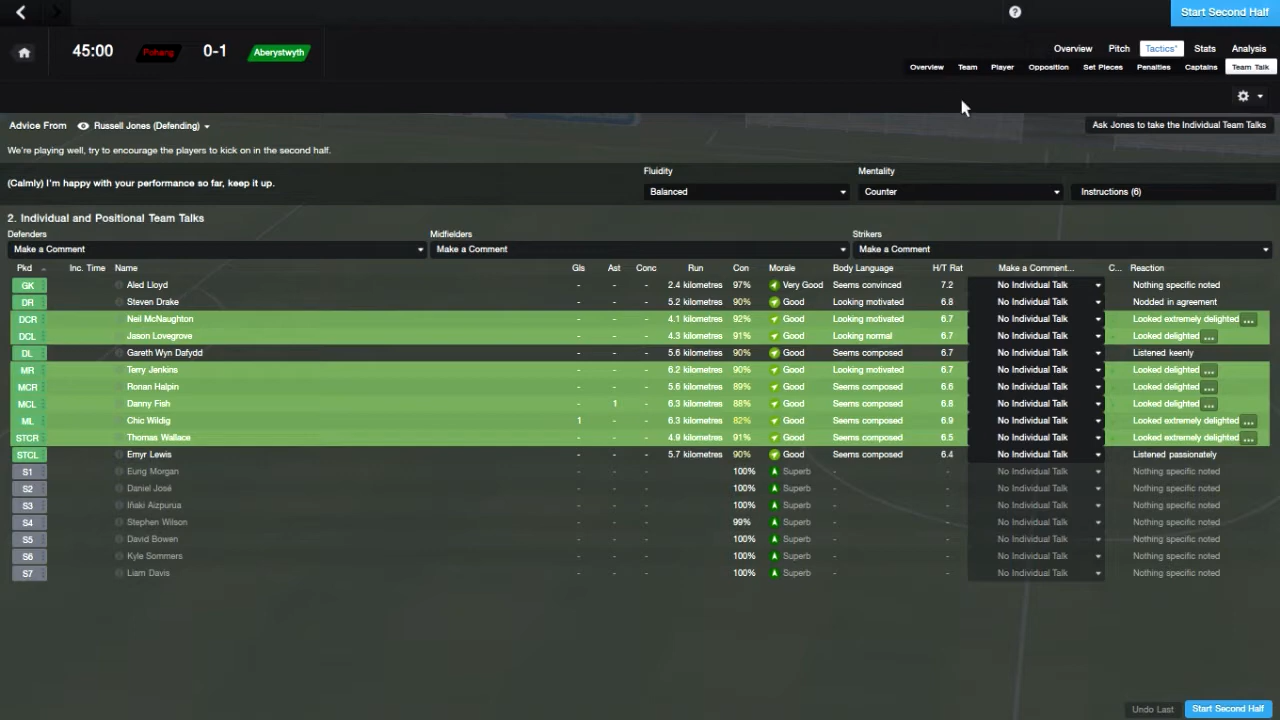 Start Second Half
45:00 Pohang 0-1 Aberystwyth
Overview Pitch Tactics* Stats Analysis
Overview Team Player Opposition Set Pieces Penalties Captains Team Talk
Advice From Russell Jones (Defending)
Ask Jones to take the Individual Team Talks
We're playing well, try to encourage the players to kick on in the second half.
Fluidity Mentality
(Calmly) I'm happy with your performance so far, keep it up.
Balanced Counter Instructions (6)
2. Individual and Positional Team Talks
Defenders Midfielders Strikers
Make a Comment Make a Comment Make a Comment
Pkd Inc. Time Name Gls Ast Conc Run Con Morale Body Language H/T Rat Make a Comment... C... Reaction
GK Aled Lloyd - - - 2.4 kilometres 97% Very Good Seems convinced 7.2 No Individual Talk Nothing specific noted
DR Steven Drake - - - 5.2 kilometres 90% Good Looking motivated 6.8 No Individual Talk Nodded in agreement
DCR Neil McNaughton - - - 4.1 kilometres 92% Good Looking motivated 6.7 No Individual Talk Looked extremely delighted ...
DCL Jason Lovegrove - - - 4.3 kilometres 91% Good Looking normal 6.7 No Individual Talk Looked delighted ...
DL Gareth Wyn Dafydd - - - 5.6 kilometres 90% Good Seems composed 6.7 No Individual Talk Listened keenly
MR Terry Jenkins - - - 6.2 kilometres 90% Good Looking motivated 6.7 No Individual Talk Looked delighted ...
MCR Ronan Halpin - - - 5.6 kilometres 89% Good Seems composed 6.6 No Individual Talk Looked delighted ...
MCL Danny Fish - 1 - 6.3 kilometres 88% Good Seems composed 6.8 No Individual Talk Looked delighted ...
ML Chic Wildig 1 - - 6.3 kilometres 82% Good Seems composed 6.9 No Individual Talk Looked extremely delighted ...
STCR Thomas Wallace - - - 4.9 kilometres 91% Good Seems composed 6.5 No Individual Talk Looked extremely delighted ...
STCL Emyr Lewis - - - 5.7 kilometres 90% Good Seems composed 6.4 No Individual Talk Listened passionately
S1 Eurig Morgan - - - 100% Superb - - No Individual Talk Nothing specific noted
S2 Daniel José - - - 100% Superb - - No Individual Talk Nothing specific noted
S3 Iñaki Aizpurua - - - 100% Superb - - No Individual Talk Nothing specific noted
S4 Stephen Wilson - - - 99% Superb - - No Individual Talk Nothing specific noted
S5 David Bowen - - - 100% Superb - - No Individual Talk Nothing specific noted
S6 Kyle Sommers - - - 100% Superb - - No Individual Talk Nothing specific noted
S7 Liam Davis - - - 100% Superb - - No Individual Talk Nothing specific noted
Undo Last Start Second Half